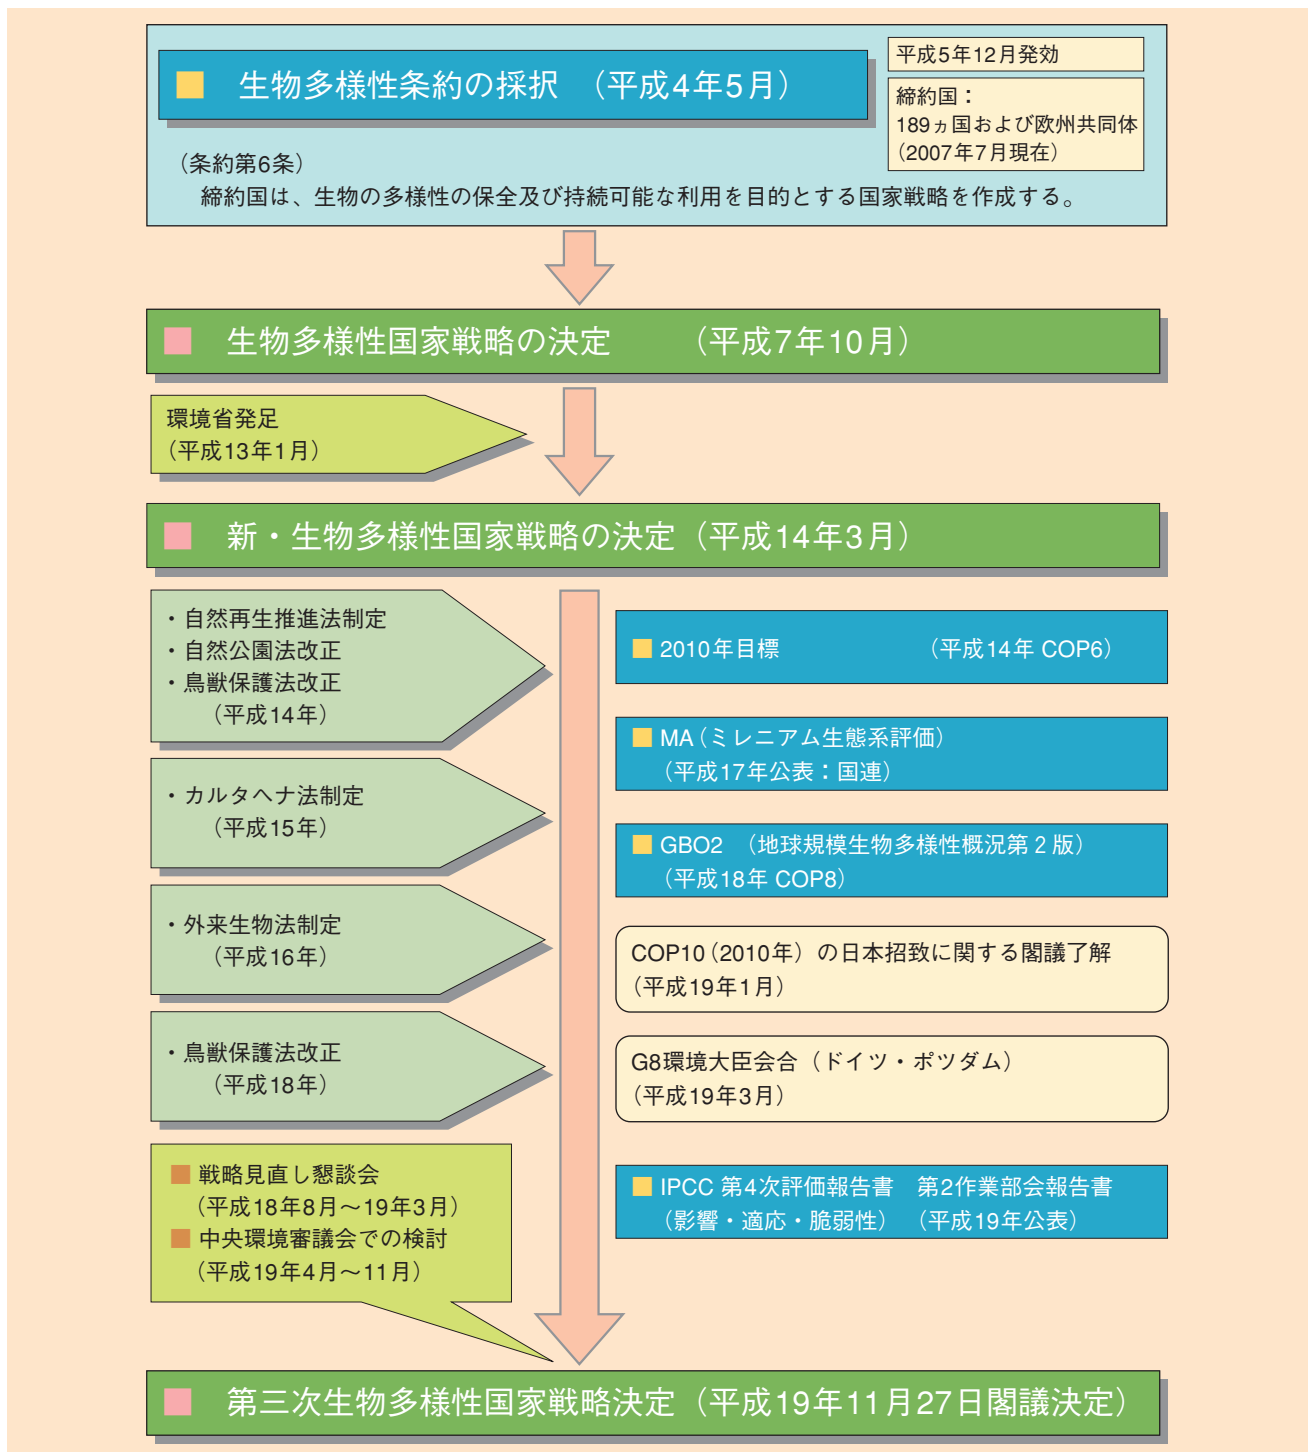 ■ 生物多様性条約の採択 （平成4年5月）
平成5年12月発効
締約国：
189ヵ国および欧州共同体
（2007年7月現在）
（条約第6条）
締約国は、生物の多様性の保全及び持続可能な利用を目的とする国家戦略を作成する。
■ 生物多様性国家戦略の決定 （平成7年10月）
環境省発足
（平成13年1月）
■ 新・生物多様性国家戦略の決定（平成14年3月）
・自然再生推進法制定
・自然公園法改正
・鳥獣保護法改正
（平成14年）
・カルタヘナ法制定
（平成15年）
・外来生物法制定
（平成16年）
・鳥獣保護法改正
（平成18年）
■ 戦略見直し懇談会
（平成18年8月～19年3月）
■ 中央環境審議会での検討
（平成19年4月～11月）
■ 2010年目標 （平成14年 COP6）
■ MA（ミレニアム生態系評価）
（平成17年公表：国連）
■ GBO2 （地球規模生物多様性概況第２版）
（平成18年 COP8）
COP10（2010年）の日本招致に関する閣議了解
（平成19年1月）
G8環境大臣会合（ドイツ・ポツダム）
（平成19年3月）
■ IPCC 第4次評価報告書 第2作業部会報告書
（影響・適応・脆弱性）（平成19年公表）
■ 第三次生物多様性国家戦略決定（平成19年11月27日閣議決定）